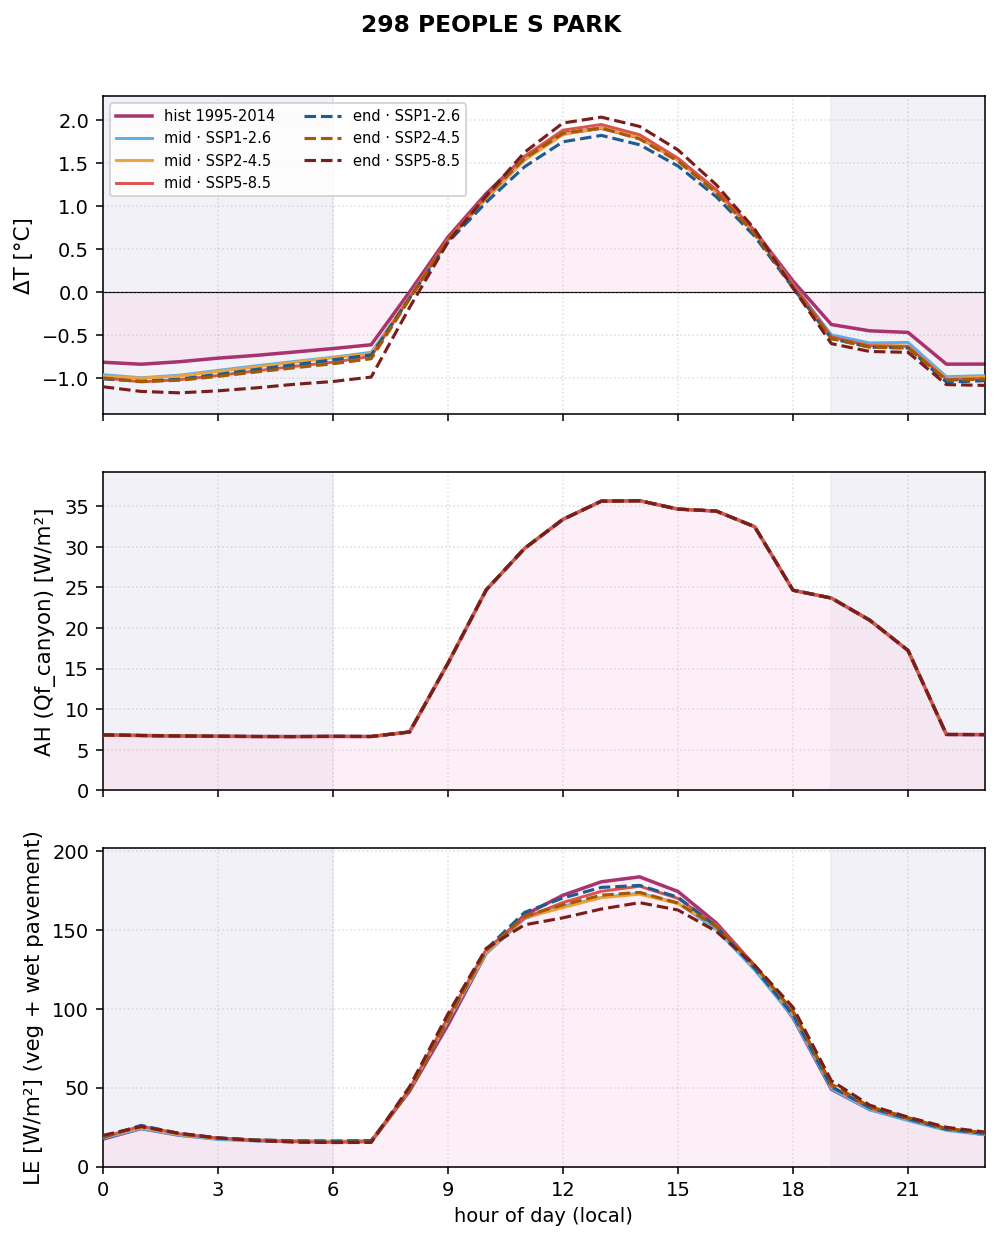 298 PEOPLE S PARK
hist 1995-2014
mid · SSP1-2.6
mid · SSP2-4.5
mid · SSP5-8.5
end · SSP1-2.6
end · SSP2-4.5
end · SSP5-8.5
ΔT [°C]
2.0
1.5
1.0
0.5
0.0
−0.5
−1.0
AH (Qf_canyon) [W/m²]
35
30
25
20
15
10
5
0
LE [W/m²] (veg + wet pavement)
200
150
100
50
0
0 3 6 9 12 15 18 21
hour of day (local)